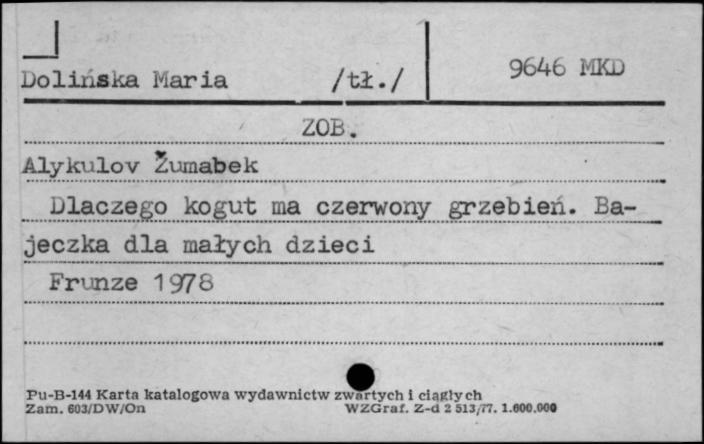 Dolińska Maria /tł./ 9646 MKD
ZOB.
Alykulov Žumabek
Dlaczego kogut ma czerwony grzebień. Ba-
jeczka dla małych dzieci
Frunze 1978
Pu-B-144 Karta katalogowa wydawnictw zwartych i ciągłych
Zam. 603/DW/On WZGraf. Z-d 2 513/77. 1.600.000